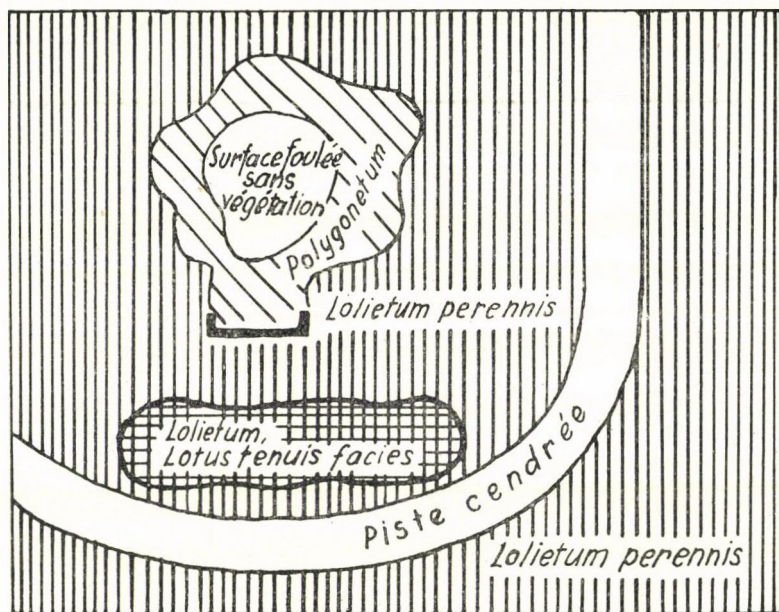 Surface foulée
sans
végétation
Polygonetum
Lolietum perennis
Lolietum,
Lotus tenuis facies
piste cendrée
Lolietum perennis